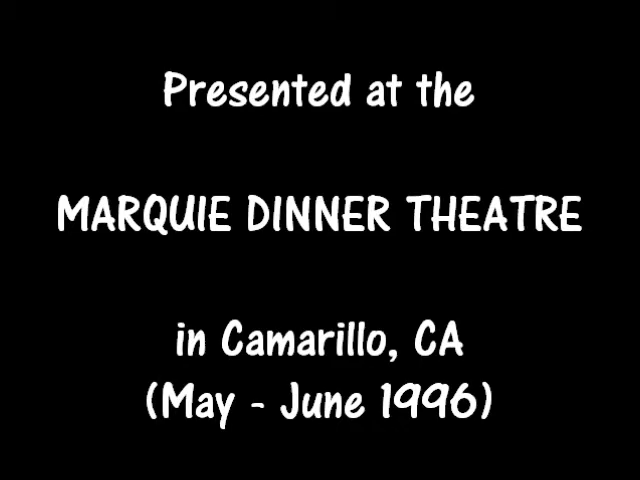 Presented at the
MARQUIE DINNER THEATRE
in Camarillo, CA
(May - June 1996)